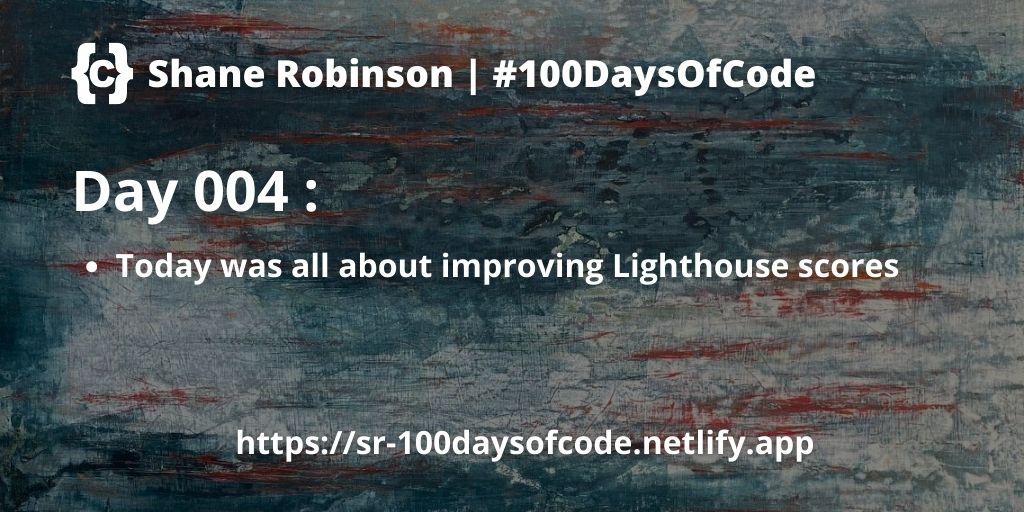 {C} Shane Robinson | #100DaysOfCode
Day 004 :
• Today was all about improving Lighthouse scores
https://sr-100daysofcode.netlify.app